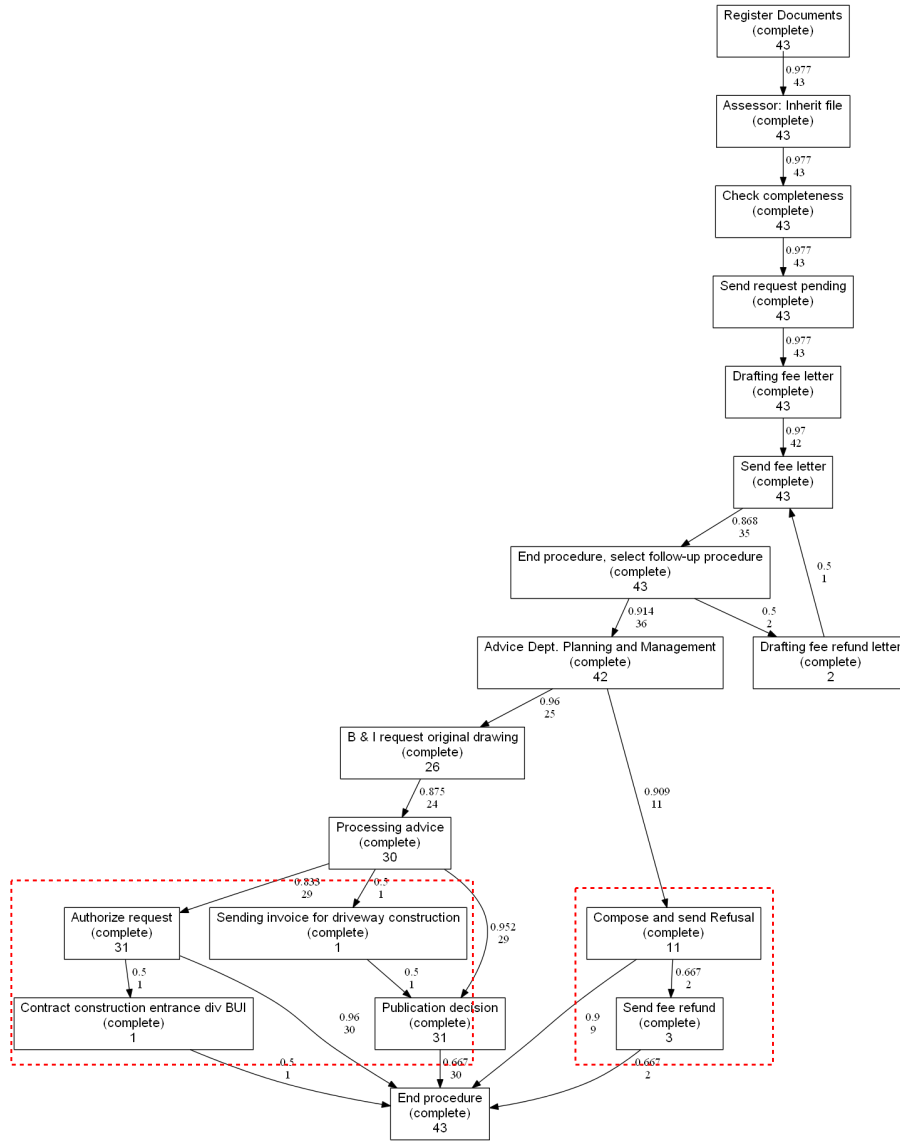 Register Documents
(complete)
43
0.977
43
Assessor: Inherit file
(complete)
43
0.977
43
Check completeness
(complete)
43
0.977
43
Send request pending
(complete)
43
0.977
43
Drafting fee letter
(complete)
43
0.97
42
Send fee letter
(complete)
43
0.868
35
0.5
1
End procedure, select follow-up procedure
(complete)
43
0.914
36
0.5
2
Advice Dept. Planning and Management
(complete)
42
Drafting fee refund letter
(complete)
2
0.96
25
0.909
11
B & I request original drawing
(complete)
26
0.875
24
Processing advice
(complete)
30
0.833
29
0.5
1
0.952
29
Authorize request
(complete)
31
Sending invoice for driveway construction
(complete)
1
Compose and send Refusal
(complete)
11
0.5
1
0.5
1
0.667
2
Contract construction entrance div BUI
(complete)
1
0.96
30
Publication decision
(complete)
31
0.9
9
Send fee refund
(complete)
3
0.5
1
0.667
30
0.667
2
End procedure
(complete)
43